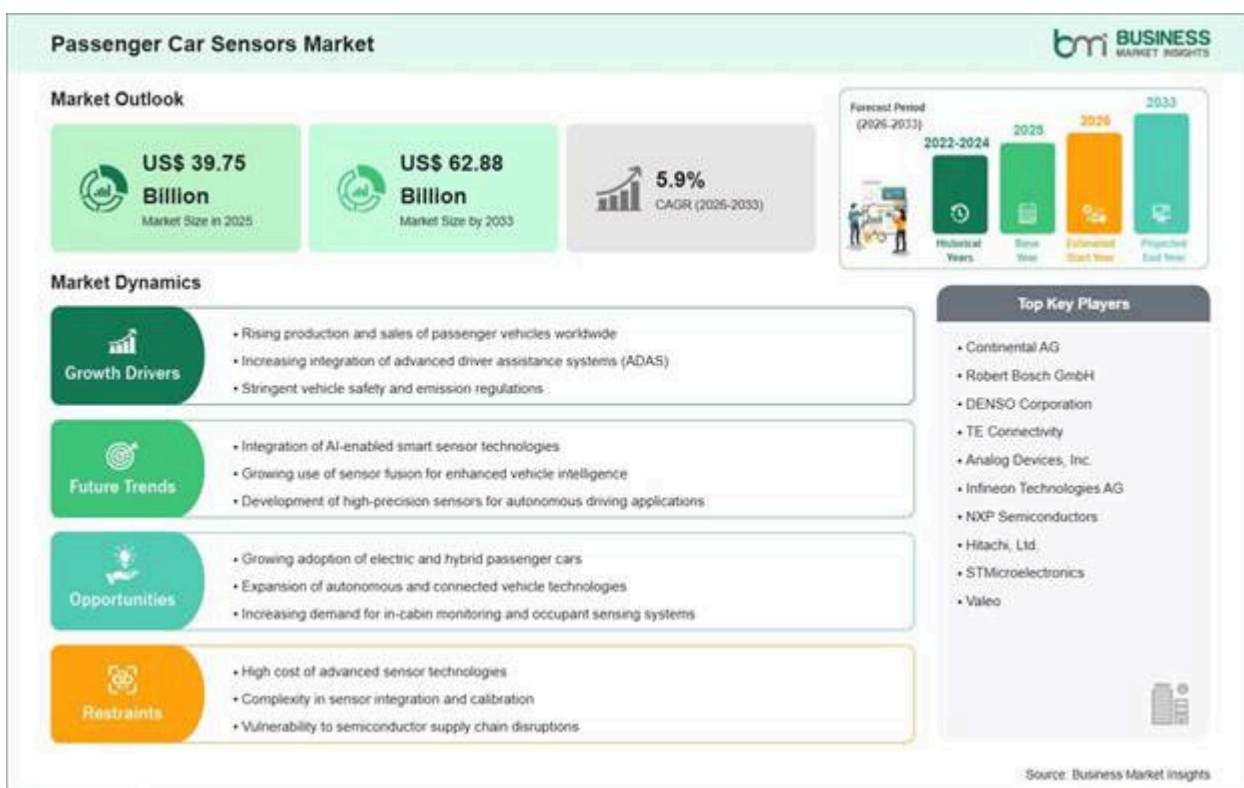 Passenger Car Sensors Market
bmi BUSINESS
MARKET INSIGHTS
Market Outlook
US$ 39.75
Billion
Market Size in 2025
US$ 62.88
Billion
Market Size by 2033
5.9%
CAGR (2026-2033)
Forecast Period
(2026-2033)
2022-2024
2025
2026
2033
Historical
Years
Base
Year
Estimated
Start Year
Projected
End Year
Market Dynamics
Growth Drivers
• Rising production and sales of passenger vehicles worldwide
• Increasing integration of advanced driver assistance systems (ADAS)
• Stringent vehicle safety and emission regulations
Future Trends
• Integration of AI-enabled smart sensor technologies
• Growing use of sensor fusion for enhanced vehicle intelligence
• Development of high-precision sensors for autonomous driving applications
Opportunities
• Growing adoption of electric and hybrid passenger cars
• Expansion of autonomous and connected vehicle technologies
• Increasing demand for in-cabin monitoring and occupant sensing systems
Restraints
• High cost of advanced sensor technologies
• Complexity in sensor integration and calibration
• Vulnerability to semiconductor supply chain disruptions
Top Key Players
• Continental AG
• Robert Bosch GmbH
• DENSO Corporation
• TE Connectivity
• Analog Devices, Inc.
• Infineon Technologies AG
• NXP Semiconductors
• Hitachi, Ltd.
• STMicroelectronics
• Valeo
Source: Business Market Insights